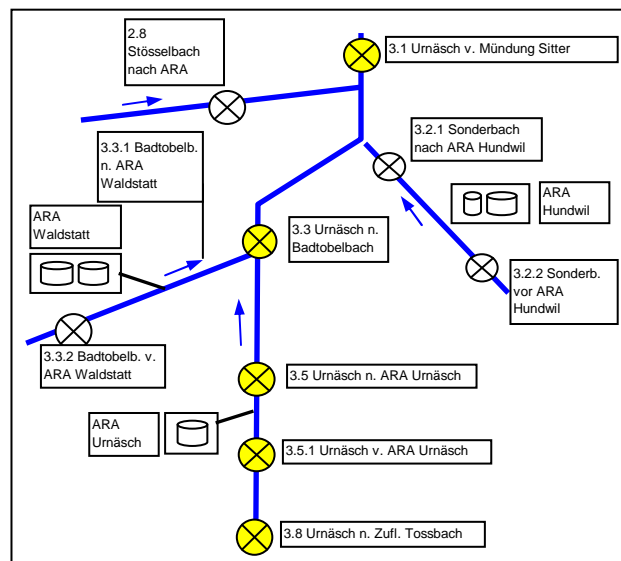 2.8
Stösselbach
nach ARA
3.1 Urnäsch v. Mündung Sitter
3.3.1 Badtobelb.
n. ARA
Waldstatt
3.2.1 Sonderbach
nach ARA Hundwil
ARA
Hundwil
ARA
Waldstatt
3.3 Urnäsch n.
Badtobelbach
3.2.2 Sonderb.
vor ARA
Hundwil
3.3.2 Badtobelb. v.
ARA Waldstatt
3.5 Urnäsch n. ARA Urnäsch
ARA
Urnäsch
3.5.1 Urnäsch v. ARA Urnäsch
3.8 Urnäsch n. Zufl. Tossbach